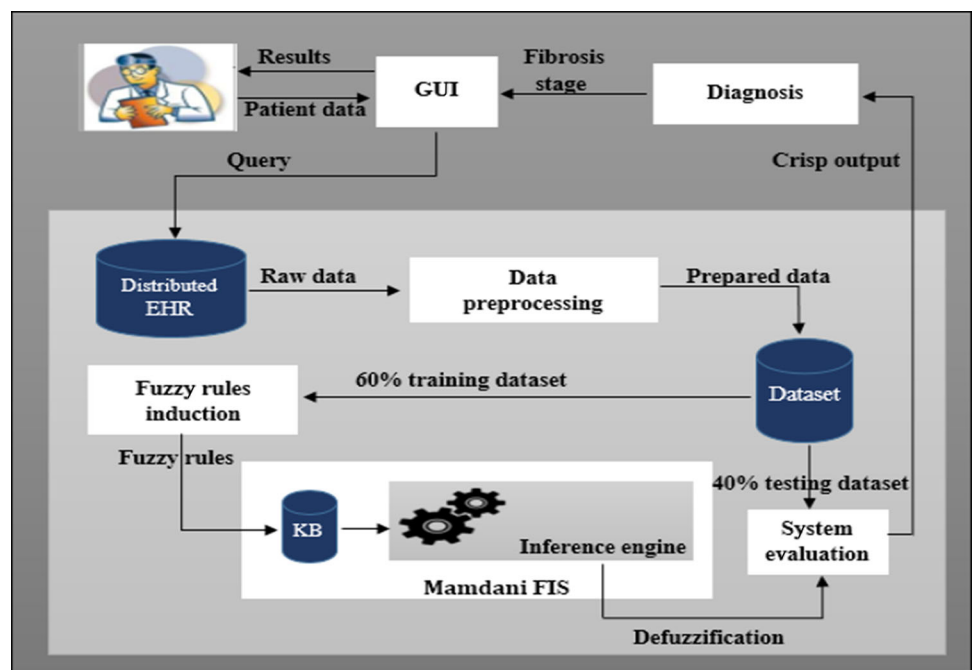 Results
Patient data
GUI
Fibrosis
stage
Diagnosis
Query
Crisp output
Distributed
EHR
Raw data
Data
preprocessing
Prepared data
Dataset
60% training dataset
Fuzzy rules
induction
Fuzzy rules
40% testing dataset
KB
Inference engine
Mamdani FIS
System
evaluation
Defuzzification